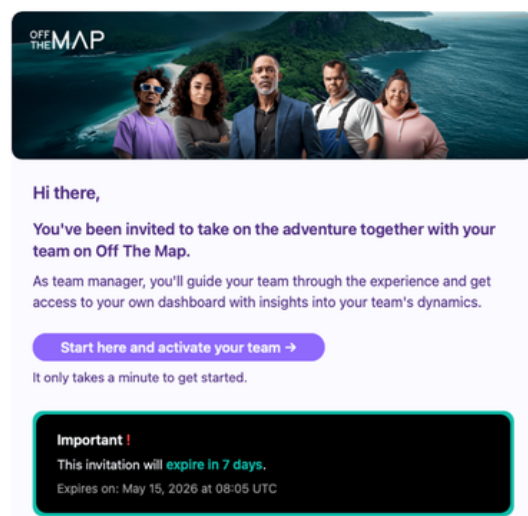 OFF
THE MAP
Hi there,
You've been invited to take on the adventure together with your
team on Off The Map.
As team manager, you'll guide your team through the experience and get
access to your own dashboard with insights into your team's dynamics.
Start here and activate your team →
It only takes a minute to get started.
Important !
This invitation will expire in 7 days.
Expires on: May 15, 2026 at 08:05 UTC